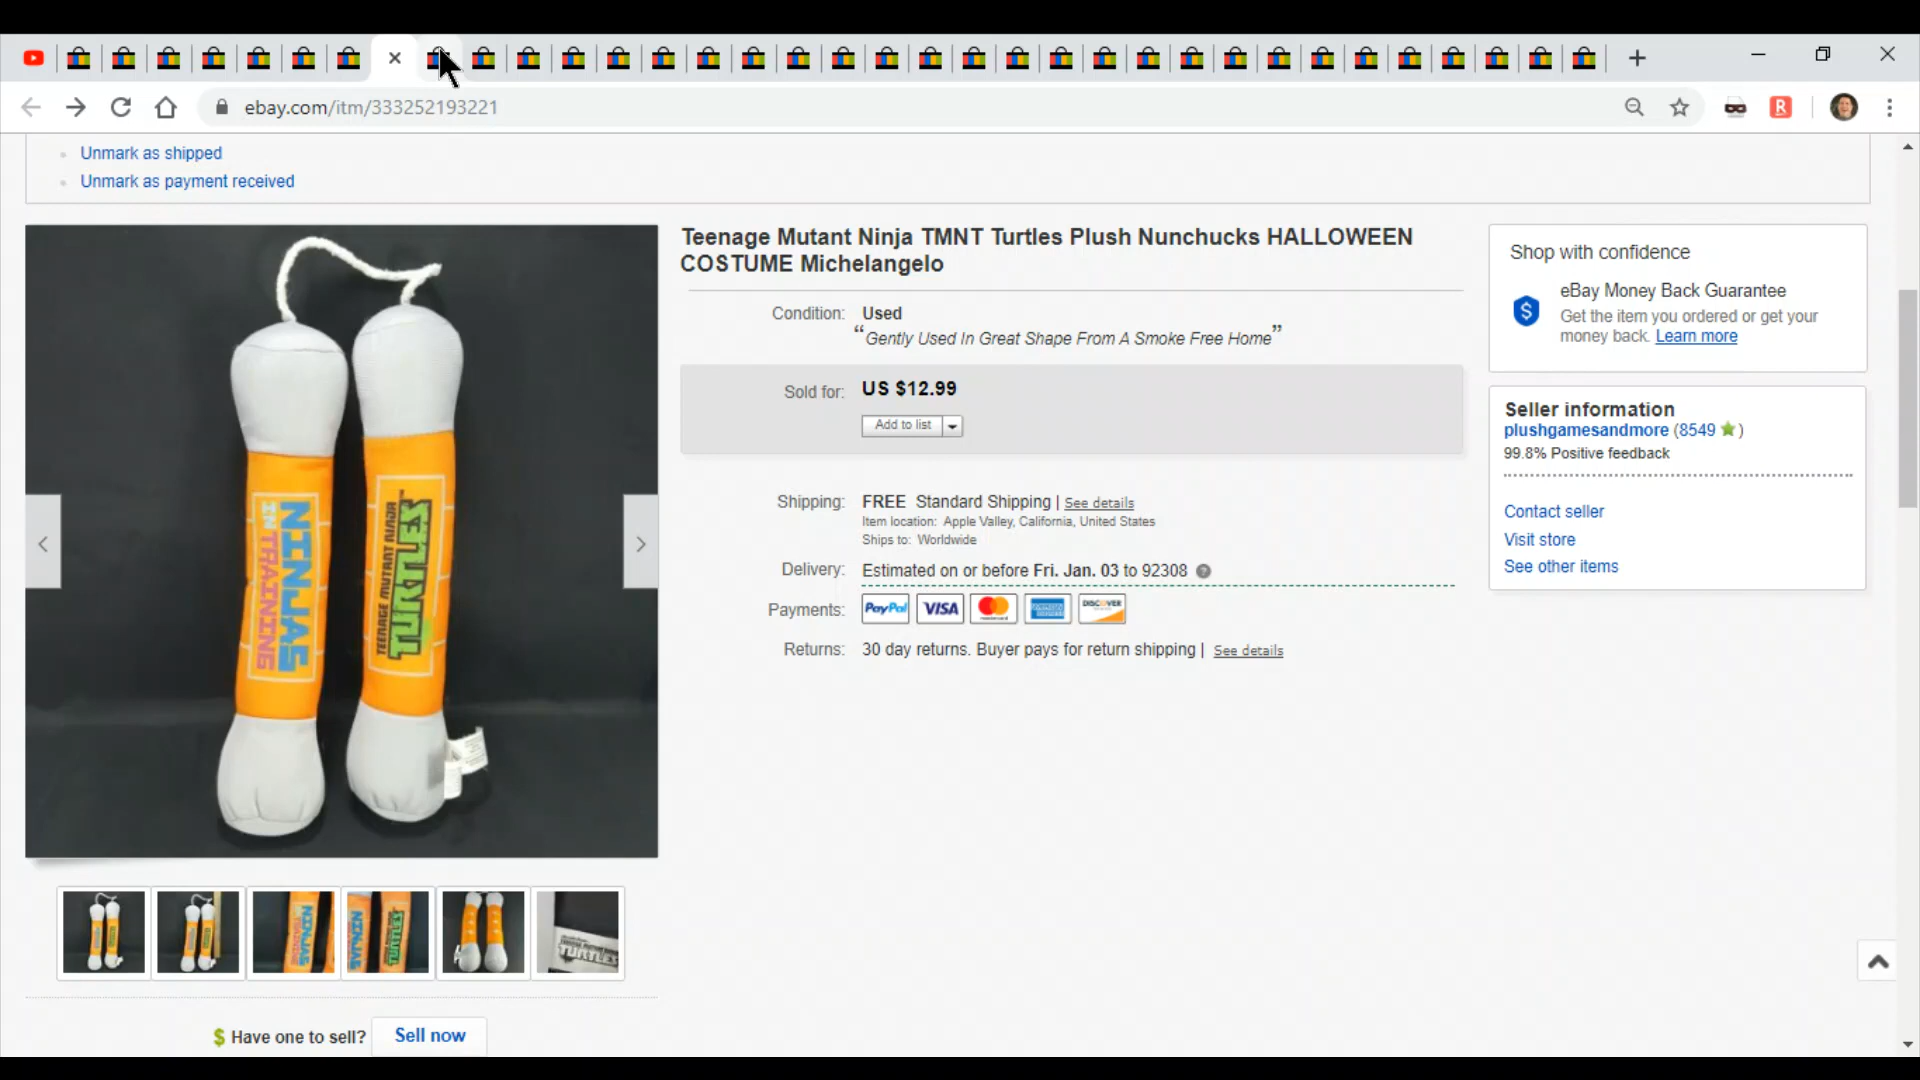 ebay.com/itm/333252193221
Unmark as shipped
Unmark as payment received
Teenage Mutant Ninja TMNT Turtles Plush Nunchucks HALLOWEEN
COSTUME Michelangelo
Condition: Used
“Gently Used In Great Shape From A Smoke Free Home”
Sold for: US $12.99
Add to list
Shipping: FREE Standard Shipping | See details
Item location: Apple Valley, California, United States
Ships to: Worldwide
Delivery: Estimated on or before Fri. Jan. 03 to 92308
Payments: PayPal VISA DISCOVER
Returns: 30 day returns. Buyer pays for return shipping | See details
Shop with confidence
eBay Money Back Guarantee
Get the item you ordered or get your
money back. Learn more
Seller information
plushgamesandmore (8549)
99.8% Positive feedback
Contact seller
Visit store
See other items
NINJAS
IN TRAINING
TEENAGE MUTANT NINJA
TURTLES
$ Have one to sell? Sell now